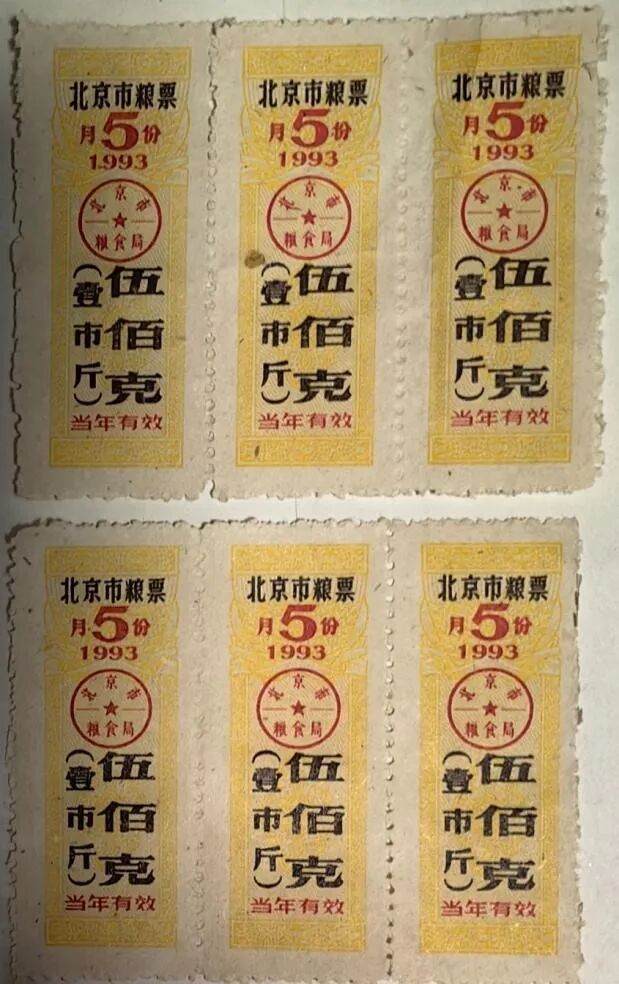 北京市粮票
5月份
1993
北京市
粮食局
伍佰克
(壹市斤)
当年有效
北京市粮票
5月份
1993
北京市
粮食局
伍佰克
(壹市斤)
当年有效
北京市粮票
5月份
1993
北京市
粮食局
伍佰克
(壹市斤)
当年有效
北京市粮票
5月份
1993
北京市
粮食局
伍佰克
(壹市斤)
当年有效
北京市粮票
5月份
1993
北京市
粮食局
伍佰克
(壹市斤)
当年有效
北京市粮票
5月份
1993
北京市
粮食局
伍佰克
(壹市斤)
当年有效